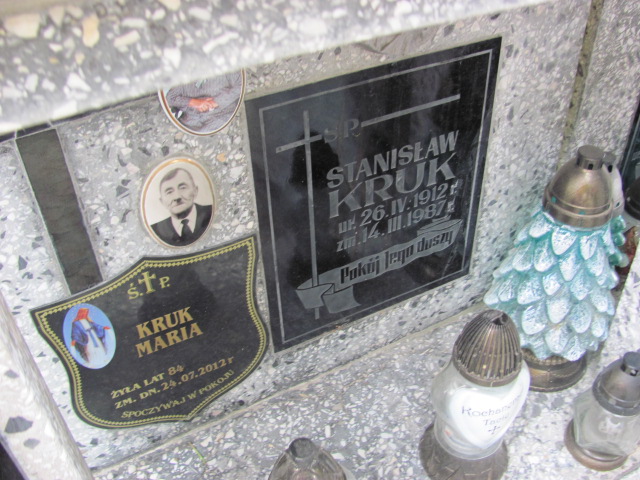 Ś P.
STANISŁAW
KRUK
ur. 26. IV. 1912 r.
zm. 14. III. 1987 r.
Pokój Jego duszy
Ś. P.
KRUK
MARIA
ŻYŁA LAT 84
ZM. DN. 24.07.2012 r
SPOCZYWAJ W POKOJU